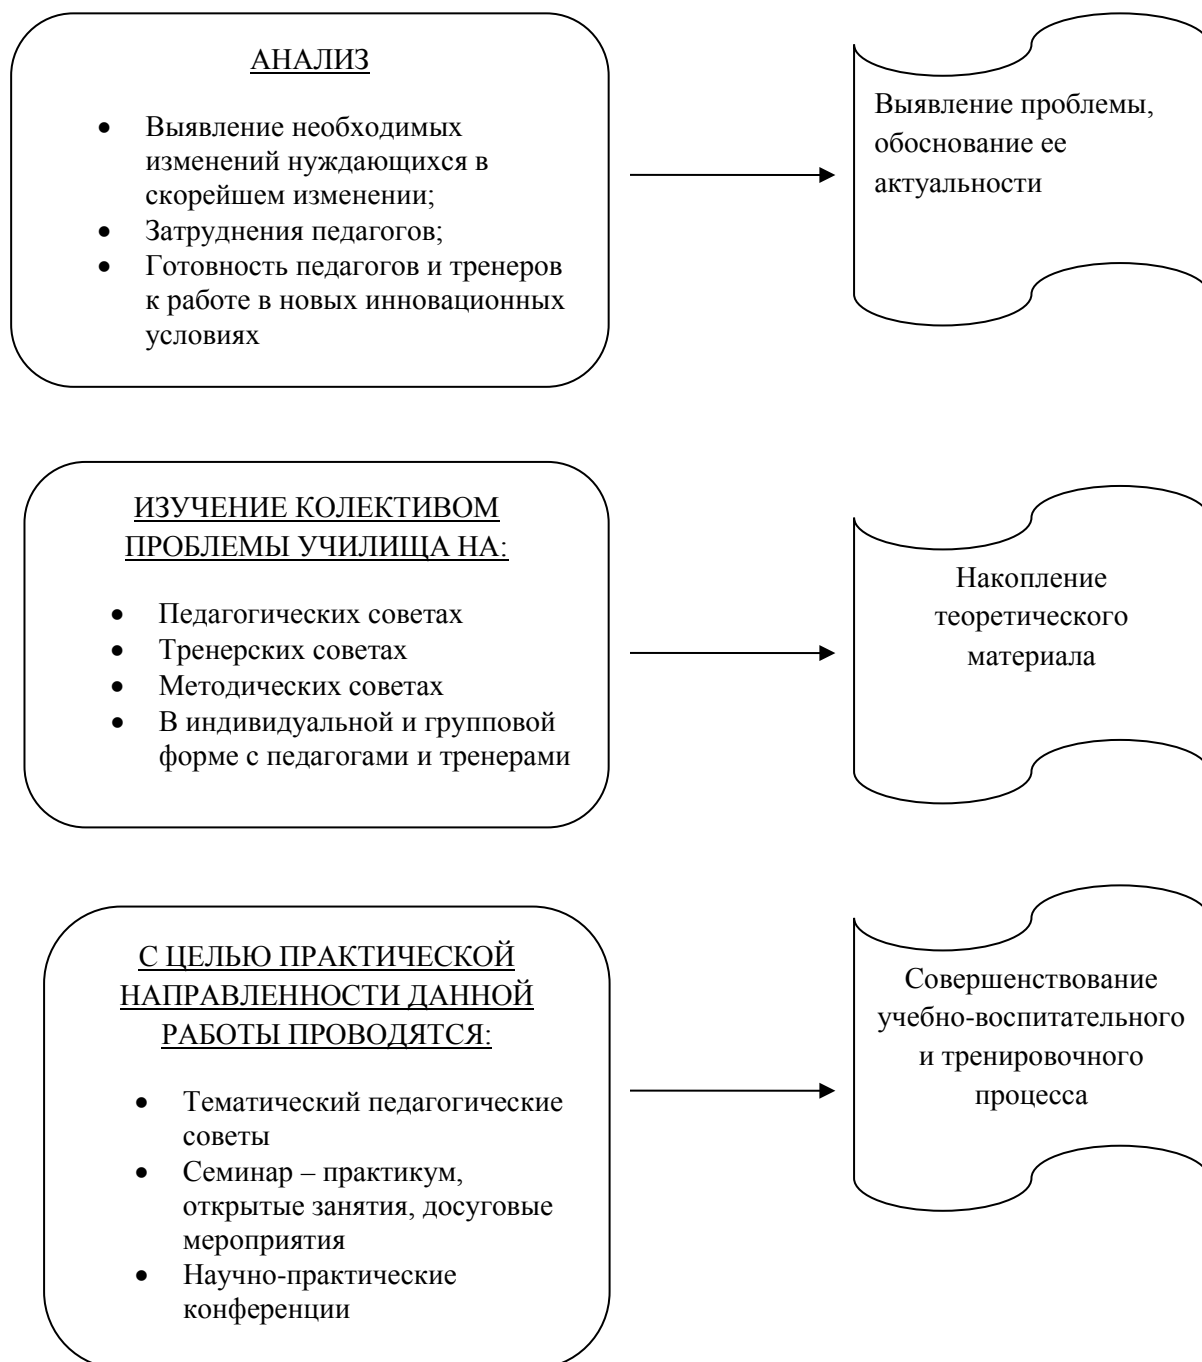 АНАЛИЗ
• Выявление необходимых
изменений нуждающихся в
скорейшем изменении;
• Затруднения педагогов;
• Готовность педагогов и тренеров
к работе в новых инновационных
условиях
Выявление проблемы,
обоснование ее
актуальности
ИЗУЧЕНИЕ КОЛЕКТИВОМ
ПРОБЛЕМЫ УЧИЛИЩА НА:
• Педагогических советах
• Тренерских советах
• Методических советах
• В индивидуальной и групповой
форме с педагогами и тренерами
Накопление
теоретического
материала
С ЦЕЛЬЮ ПРАКТИЧЕСКОЙ
НАПРАВЛЕННОСТИ ДАННОЙ
РАБОТЫ ПРОВОДЯТСЯ:
• Тематический педагогические
советы
• Семинар – практикум,
открытые занятия, досуговые
мероприятия
• Научно-практические
конференции
Совершенствование
учебно-воспитательного
и тренировочного
процесса